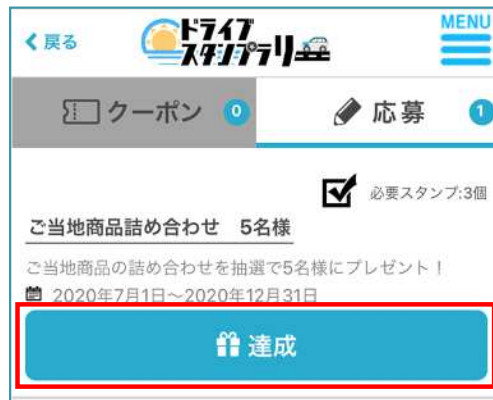 戻る
ドライブ
スタンプラリー
MENU
クーポン 0
応募 1
必要スタンプ:3個
ご当地商品詰め合わせ 5名様
ご当地商品の詰め合わせを抽選で5名様にプレゼント!
2020年7月1日~2020年12月31日
達成